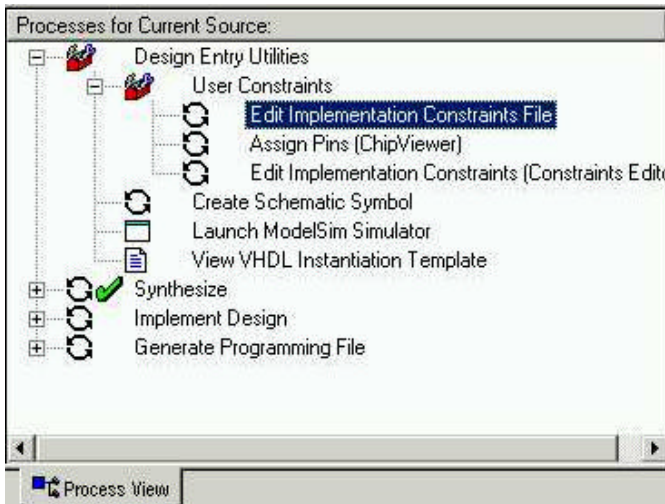 Processes for Current Source:
Design Entry Utilities
User Constraints
Edit Implementation Constraints File
Assign Pins (ChipViewer)
Edit Implementation Constraints (Constraints Edito
Create Schematic Symbol
Launch ModelSim Simulator
View VHDL Instantiation Template
Synthesize
Implement Design
Generate Programming File
Process View